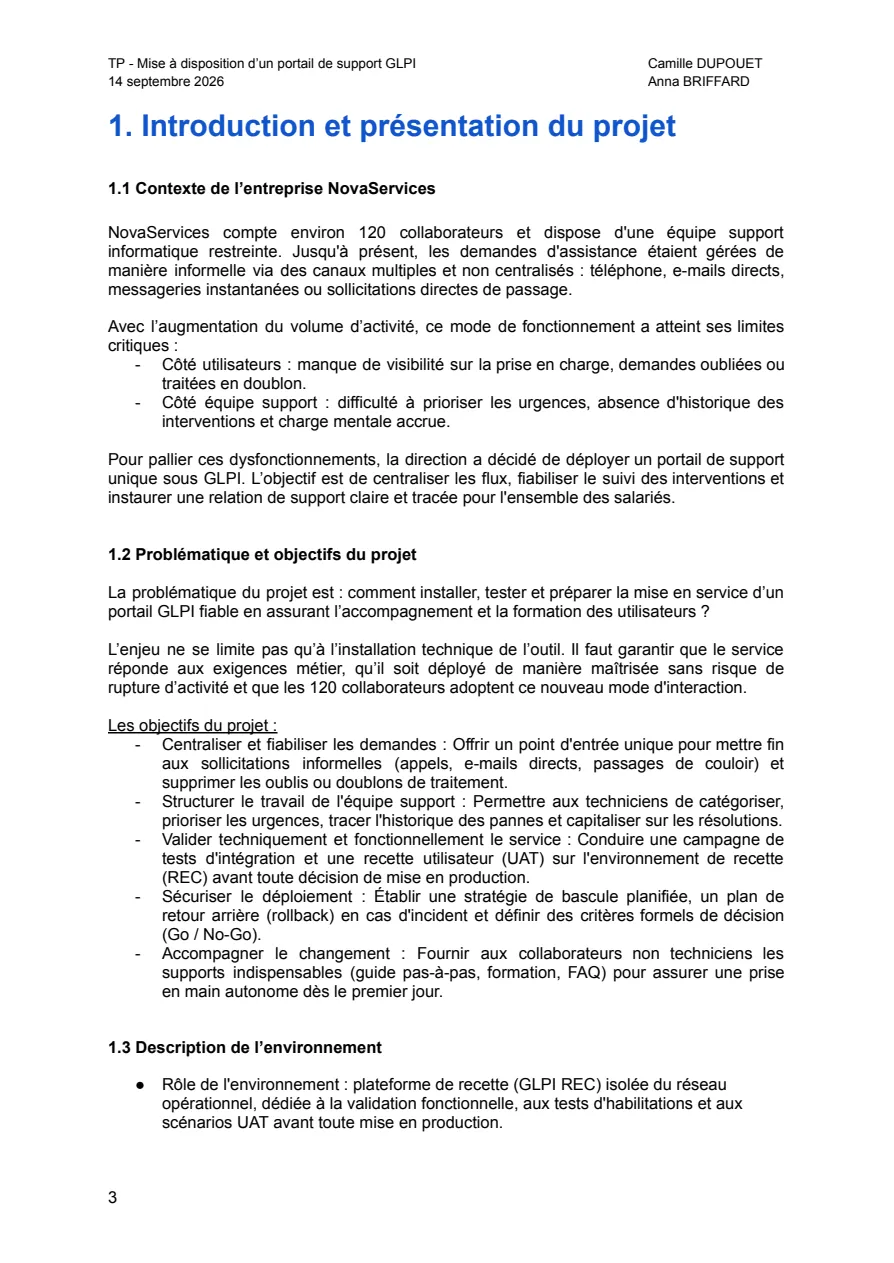 TP - Mise à disposition d’un portail de support GLPI
Camille DUPOUET
14 septembre 2026
Anna BRIFFARD
1. Introduction et présentation du projet
1.1 Contexte de l’entreprise NovaServices
NovaServices compte environ 120 collaborateurs et dispose d'une équipe support
informatique restreinte. Jusqu'à présent, les demandes d'assistance étaient gérées de
manière informelle via des canaux multiples et non centralisés : téléphone, e-mails directs,
messageries instantanées ou sollicitations directes de passage.
Avec l’augmentation du volume d’activité, ce mode de fonctionnement a atteint ses limites
critiques :
- Côté utilisateurs : manque de visibilité sur la prise en charge, demandes oubliées ou
traitées en doublon.
- Côté équipe support : difficulté à prioriser les urgences, absence d'historique des
interventions et charge mentale accrue.
Pour pallier ces dysfonctionnements, la direction a décidé de déployer un portail de support
unique sous GLPI. L’objectif est de centraliser les flux, fiabiliser le suivi des interventions et
instaurer une relation de support claire et tracée pour l'ensemble des salariés.
1.2 Problématique et objectifs du projet
La problématique du projet est : comment installer, tester et préparer la mise en service d’un
portail GLPI fiable en assurant l’accompagnement et la formation des utilisateurs ?
L’enjeu ne se limite pas qu’à l’installation technique de l’outil. Il faut garantir que le service
réponde aux exigences métier, qu’il soit déployé de manière maîtrisée sans risque de
rupture d’activité et que les 120 collaborateurs adoptent ce nouveau mode d'interaction.
Les objectifs du projet :
- Centraliser et fiabiliser les demandes : Offrir un point d'entrée unique pour mettre fin
aux sollicitations informelles (appels, e-mails directs, passages de couloir) et
supprimer les oublis ou doublons de traitement.
- Structurer le travail de l'équipe support : Permettre aux techniciens de catégoriser,
prioriser les urgences, tracer l'historique des pannes et capitaliser sur les résolutions.
- Valider techniquement et fonctionnellement le service : Conduire une campagne de
tests d'intégration et une recette utilisateur (UAT) sur l'environnement de recette
(REC) avant toute décision de mise en production.
- Sécuriser le déploiement : Établir une stratégie de bascule planifiée, un plan de
retour arrière (rollback) en cas d'incident et définir des critères formels de décision
(Go / No-Go).
- Accompagner le changement : Fournir aux collaborateurs non techniciens les
supports indispensables (guide pas-à-pas, formation, FAQ) pour assurer une prise
en main autonome dès le premier jour.
1.3 Description de l’environnement
● Rôle de l'environnement : plateforme de recette (GLPI REC) isolée du réseau
opérationnel, dédiée à la validation fonctionnelle, aux tests d'habilitations et aux
scénarios UAT avant toute mise en production.
3